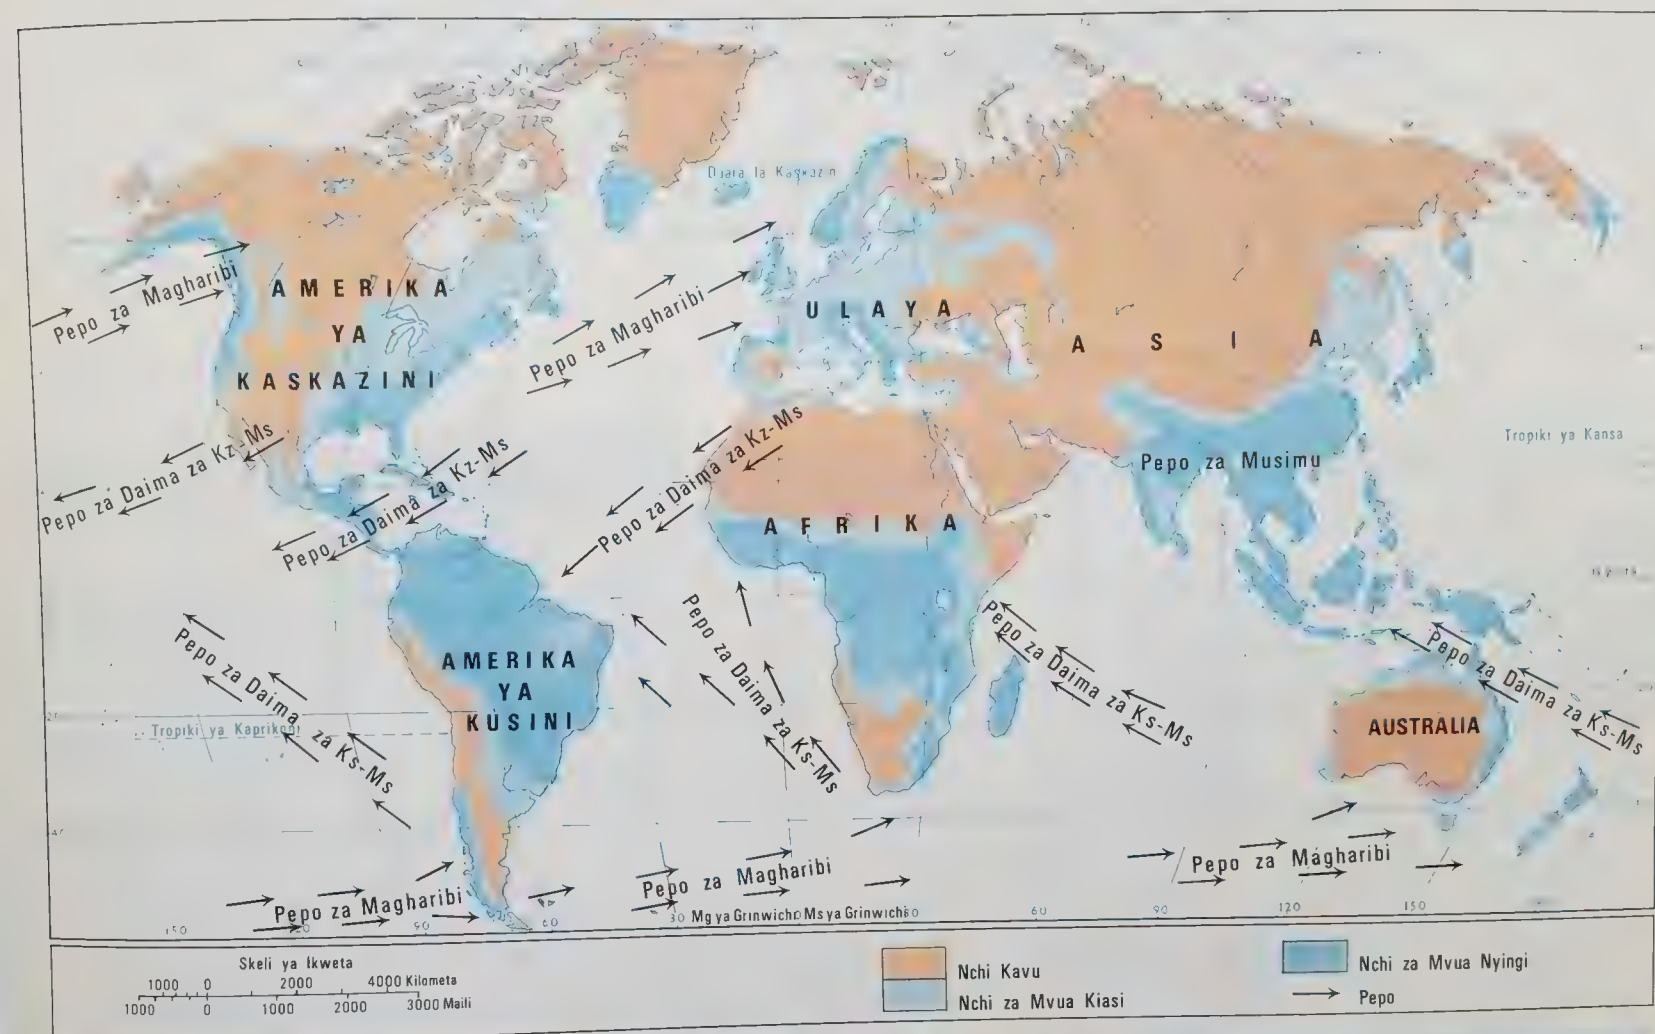 Pepo za Magharibi
AMERIKA
YA
KASKAZINI
Pepo za Magharibi
ULAYA
ASIA
Tropiki ya Kansa
Pepo za Daima za Kz-Ms
Pepo za Daima za Kz-Ms
Pepo za Daima za Kz-Ms
Pepo za Musimu
AFRIKA
Pepo za Daima za Ks-Ms
AMERIKA
YA
KUSINI
Pepo za Daima za Ks-Ms
Pepo za Daima za Ks-Ms
Pepo za Daima za Ks-Ms
AUSTRALIA
Tropiki ya Kaprikoni
Pepo za Magharibi
Pepo za Magharibi
Pepo za Magharibi
150 90 60 30 Mg ya Grinwich Ms ya Grinwich 60 90 120 150
Skeli ya Ikweta
1000 0 2000 4000 Kilometa
1000 0 1000 2000 3000 Maili
Nchi Kavu
Nchi za Mvua Kiasi
Nchi za Mvua Nyingi
Pepo